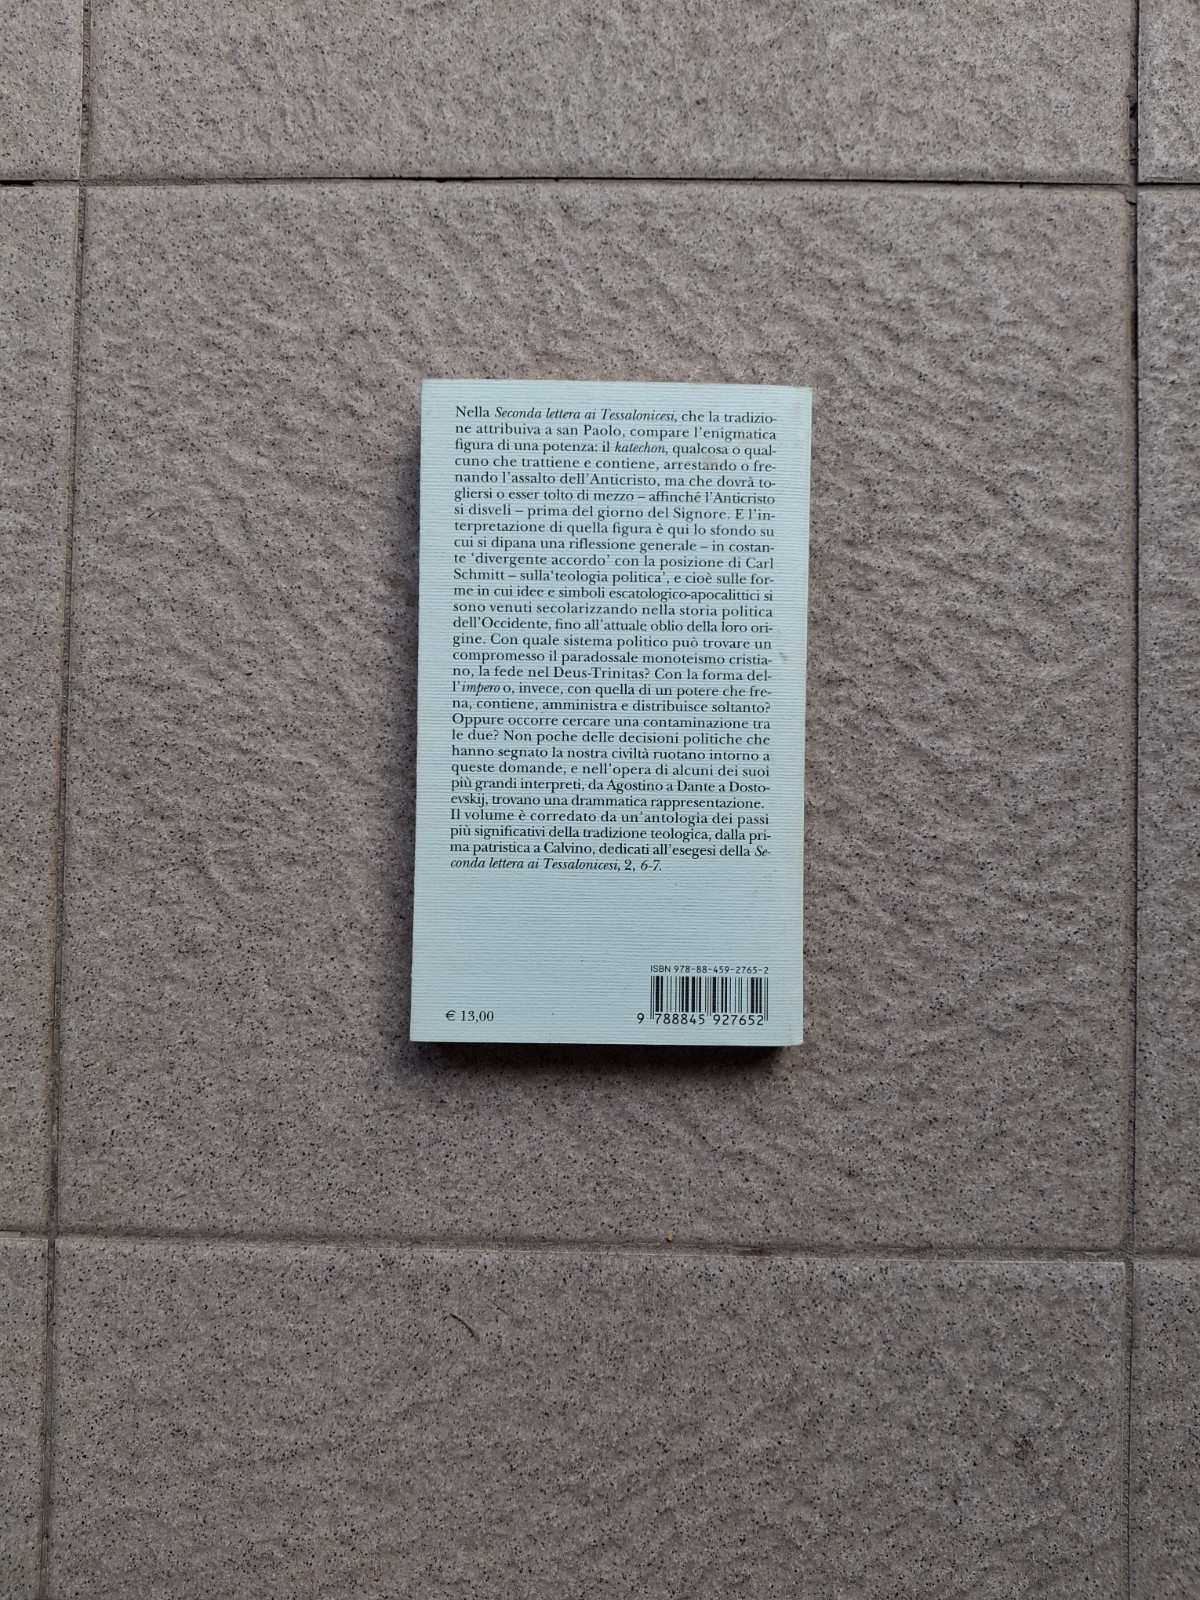 Nella Seconda lettera ai Tessalonicesi, che la tradizio-
ne attribuiva a san Paolo, compare l'enigmatica
figura di una potenza: il katechon, qualcosa o qual-
cuno che trattiene e contiene, arrestando o fre-
nando l'assalto dell'Anticristo, ma che dovrà to-
gliersi o esser tolto di mezzo – affinché l'Anticristo
si disveli – prima del giorno del Signore. E l'in-
terpretazione di quella figura è qui lo sfondo su
cui si dipana una riflessione generale – in costan-
te 'divergente accordo' con la posizione di Carl
Schmitt – sulla 'teologia politica', e cioè sulle for-
me in cui idee e simboli escatologico-apocalittici si
sono venuti secolarizzando nella storia politica
dell'Occidente, fino all'attuale oblio della loro ori-
gine. Con quale sistema politico può trovare un
compromesso il paradossale monoteismo cristia-
no, la fede nel Deus-Trinitas? Con la forma del-
l'impero o, invece, con quella di un potere che fre-
na, contiene, amministra e distribuisce soltanto?
Oppure occorre cercare una contaminazione tra
le due? Non poche delle decisioni politiche che
hanno segnato la nostra civiltà ruotano intorno a
queste domande, e nell'opera di alcuni dei suoi
più grandi interpreti, da Agostino a Dante a Dosto-
evskij, trovano una drammatica rappresentazione.
Il volume è corredato da un'antologia dei passi
più significativi della tradizione teologica, dalla pri-
ma patristica a Calvino, dedicati all'esegesi della Se-
conda lettera ai Tessalonicesi, 2, 6-7.
ISBN 978-88-459-2765-2
€ 13,00
9 788845 927652